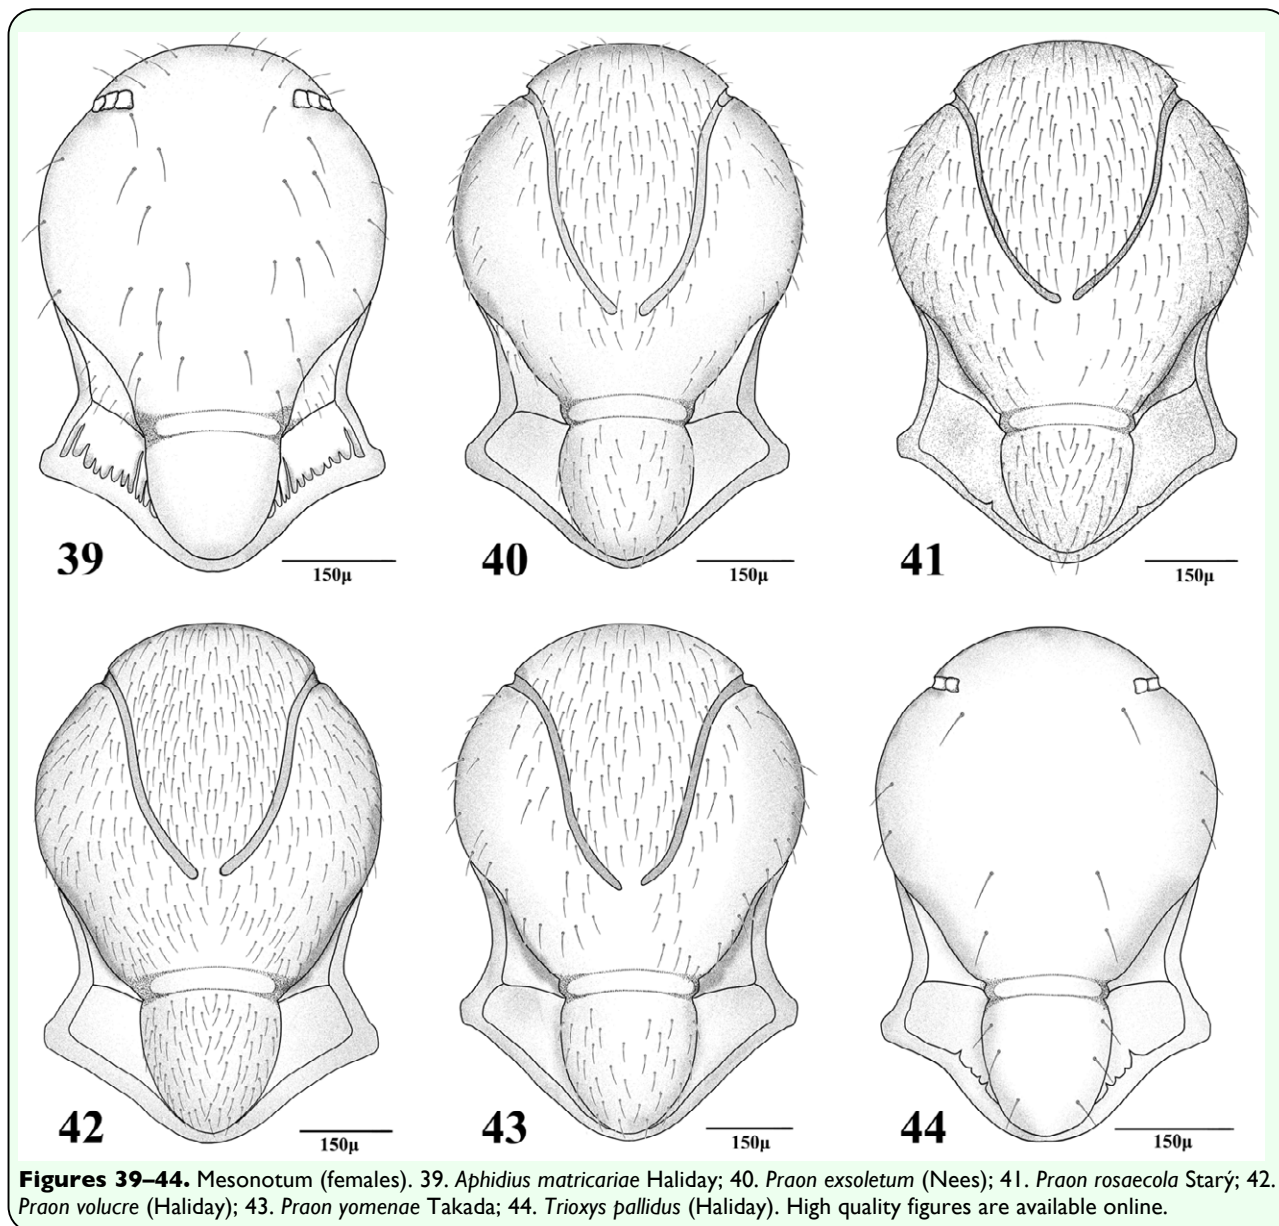 39
150µ
40
150µ
41
150µ
42
150µ
43
150µ
44
150µ
Figures 39–44. Mesonotum (females). 39. Aphidius matricariae Haliday; 40. Praon exsoletum (Nees); 41. Praon rosaecola Starý; 42.
Praon volucre (Haliday); 43. Praon yomenae Takada; 44. Trioxys pallidus (Haliday). High quality figures are available online.